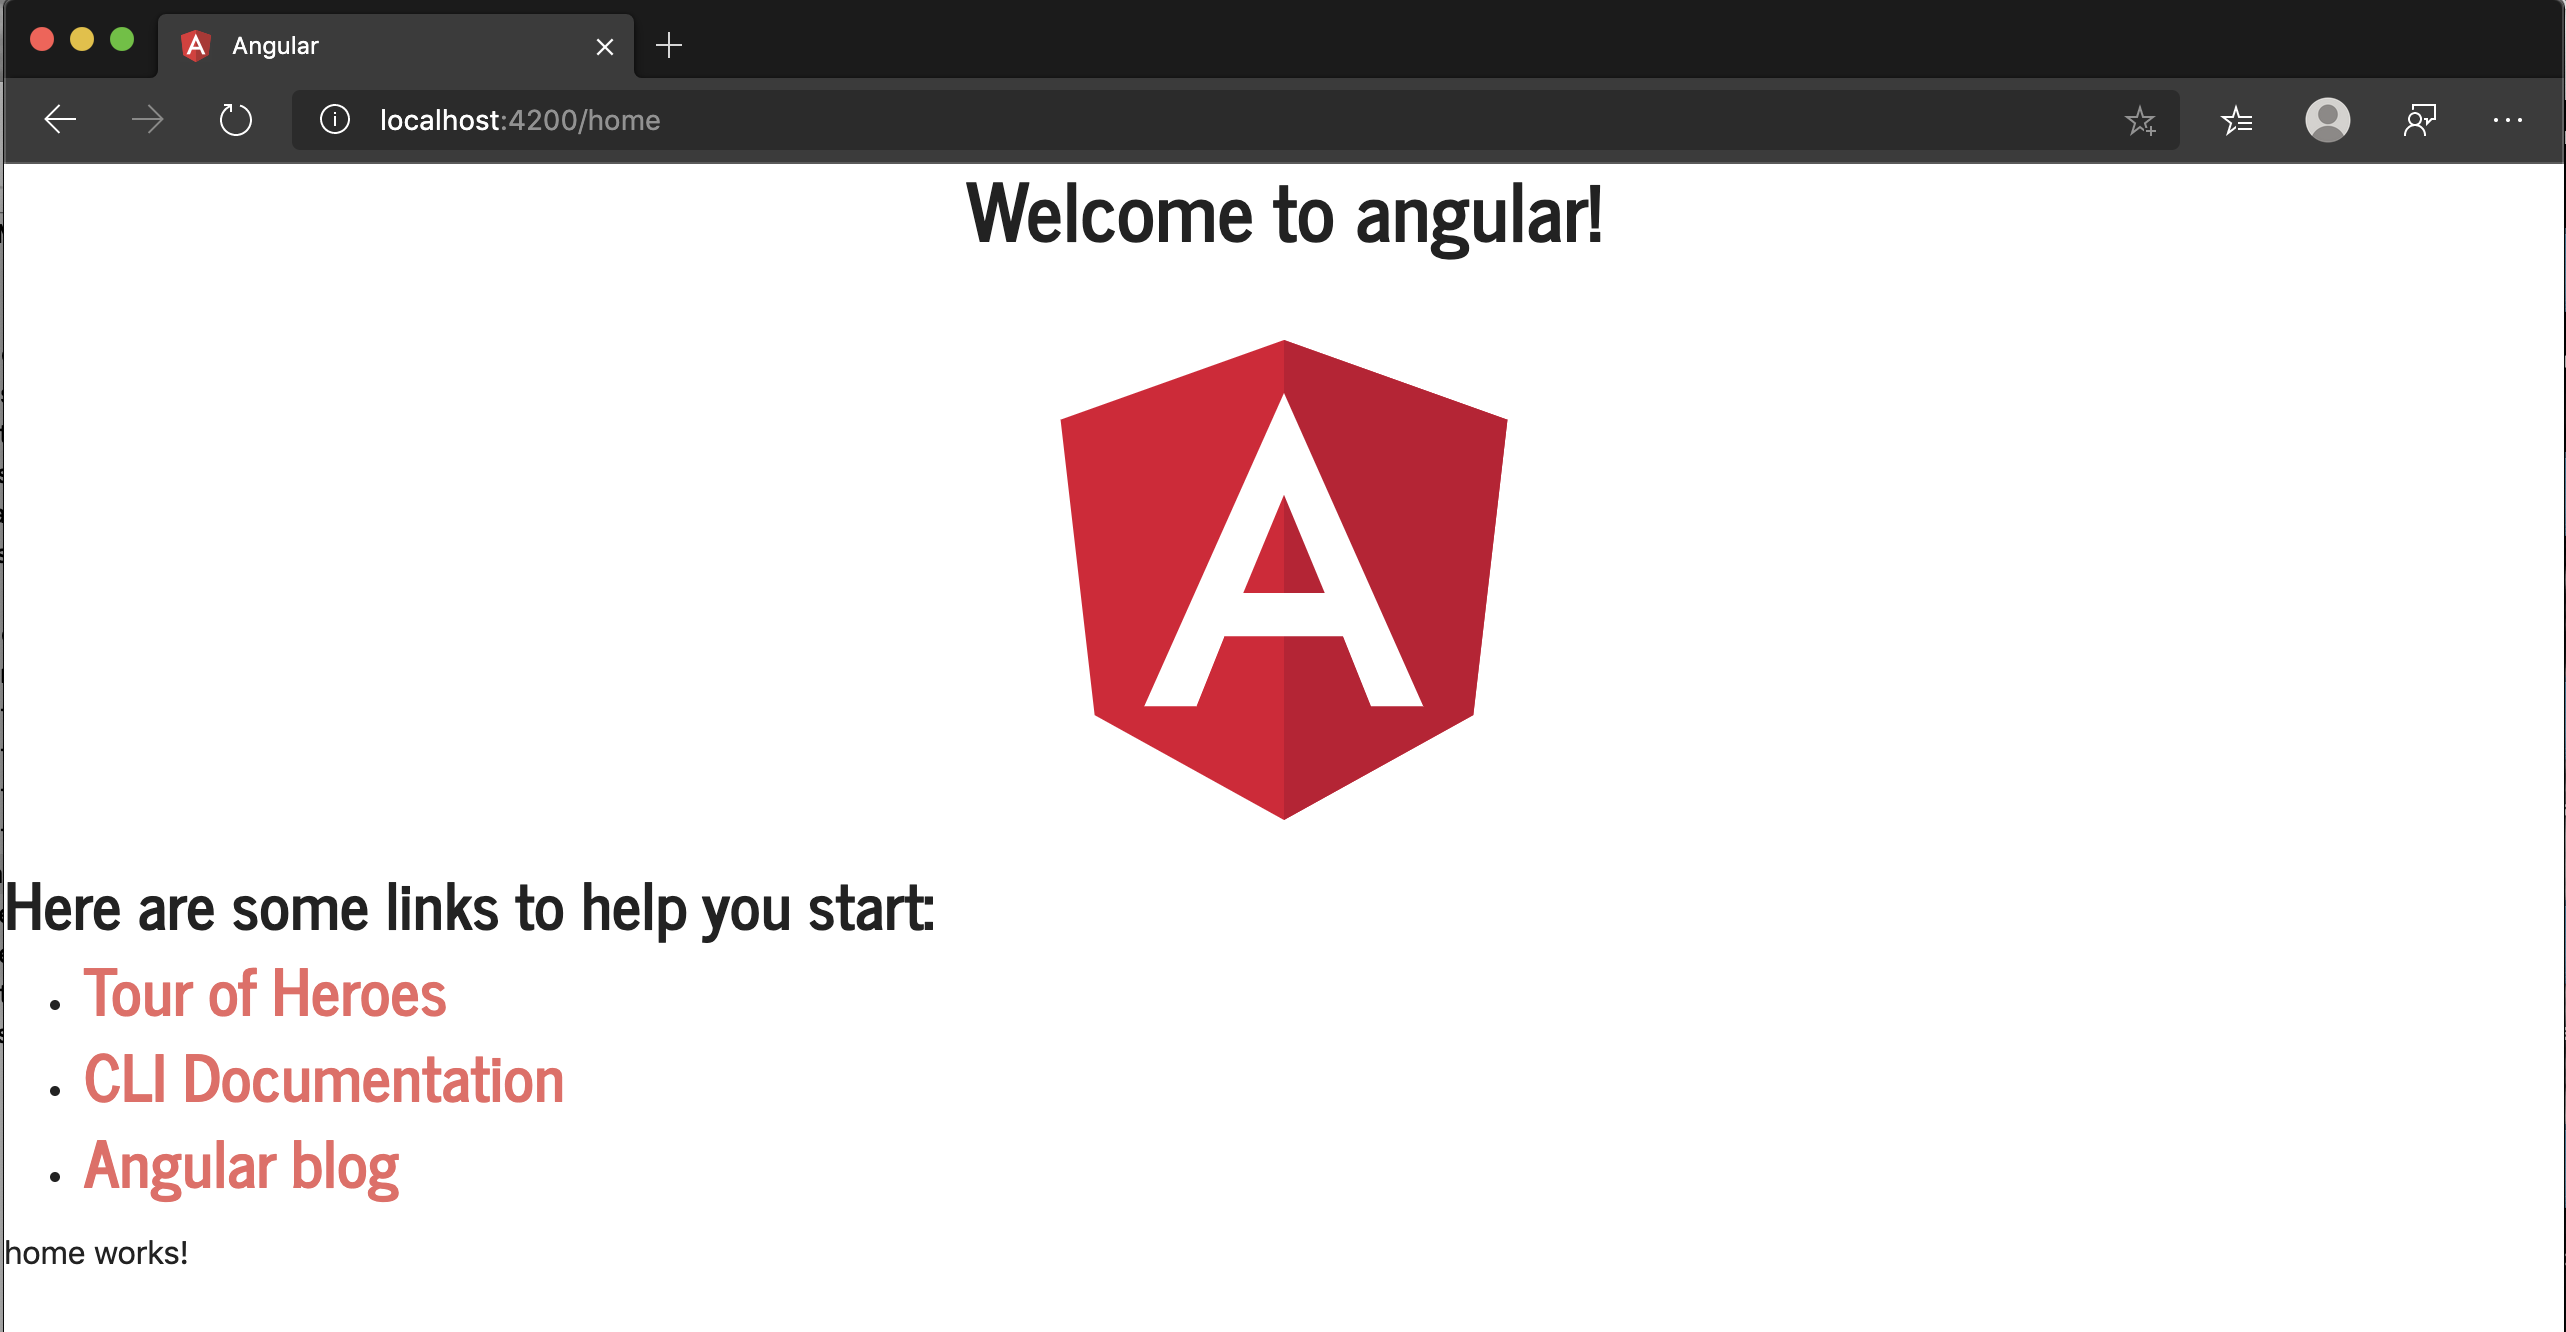 Angular
localhost:4200/home
Welcome to angular!
A
Here are some links to help you start:
Tour of Heroes
CLI Documentation
Angular blog
home works!